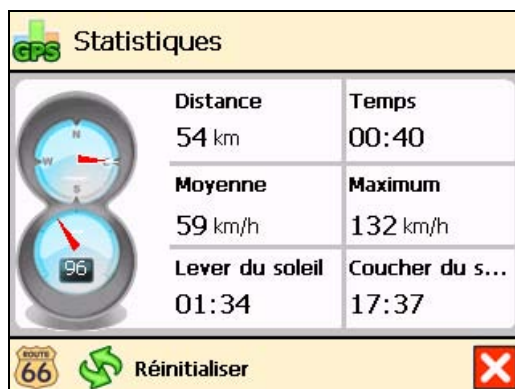 GPS Statistiques
Distance
54 km
Temps
00:40
Moyenne
59 km/h
Maximum
132 km/h
Lever du soleil
01:34
Coucher du s...
17:37
N
W
S
96
ROUTE
66
Réinitialiser